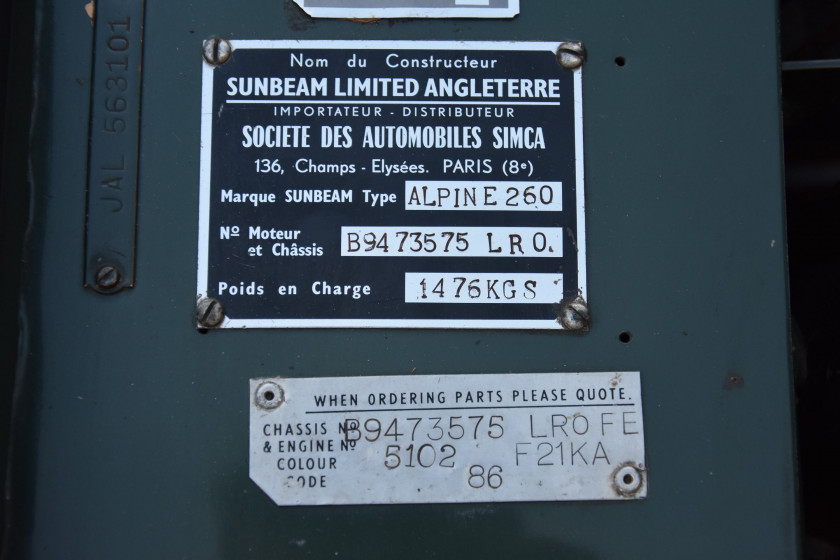 JAL 563101
Nom du Constructeur
SUNBEAM LIMITED ANGLETERRE
IMPORTATEUR - DISTRIBUTEUR
SOCIETE DES AUTOMOBILES SIMCA
136, Champs - Elysées. PARIS (8e)
Marque SUNBEAM Type ALPINE 260
No Moteur
et Châssis B9473575 LRO.
Poids en Charge 1476KGS
WHEN ORDERING PARTS PLEASE QUOTE.
CHASSIS No B9473575 LRO FE
& ENGINE No 5102 F21KA
COLOUR
CODE 86